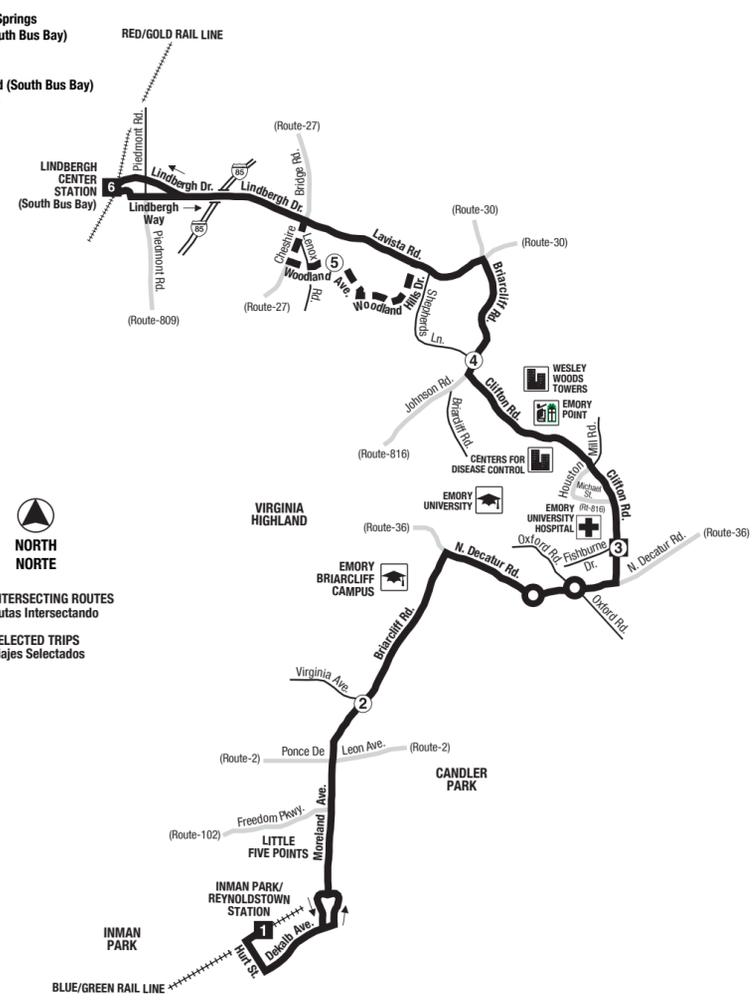 Springs
uth Bus Bay)
RED/GOLD RAIL LINE
d (South Bus Bay)
Piedmont Rd.
(Route-27)
Bridge Rd.
LINDBERGH
CENTER
STATION
(South Bus Bay)
6
Lindbergh Dr.
85
Lindbergh Dr.
Lindbergh
Way
85
Piedmont Rd.
(Route-809)
Cheshire
Lenox
Rd.
(Route-27)
Woodland
Ave.
5
Woodland
Hills Dr.
Lavista Rd.
(Route-30)
(Route-30)
Briarcliff Rd.
Shepherds
Ln.
4
Johnson Rd.
(Route-816)
Briarcliff Rd.
Clifton Rd.
WESLEY
WOODS
TOWERS
EMORY
POINT
CENTERS FOR
DISEASE CONTROL
Houston
Mill Rd.
Michael
St.
(Rt-816)
Clifton Rd.
EMORY
UNIVERSITY
EMORY
UNIVERSITY
HOSPITAL
VIRGINIA
HIGHLAND
(Route-36)
N. Decatur Rd.
Oxford Rd.
Fishburne
Dr.
3
N. Decatur Rd.
(Route-36)
Oxford Rd.
NORTH
NORTE
EMORY
BRIARCLIFF
CAMPUS
NTERSECTING ROUTES
utas Intersectando
ELECTED TRIPS
iajes Selectados
Briarcliff Rd.
Virginia Ave.
2
(Route-2)
Ponce De
Leon Ave.
(Route-2)
CANDLER
PARK
Moreland Ave.
Freedom Pkwy.
(Route-102)
LITTLE
FIVE POINTS
INMAN PARK/
REYNOLDSTOWN
STATION
1
Dekalb Ave.
Hurt St.
INMAN
PARK
BLUE/GREEN RAIL LINE